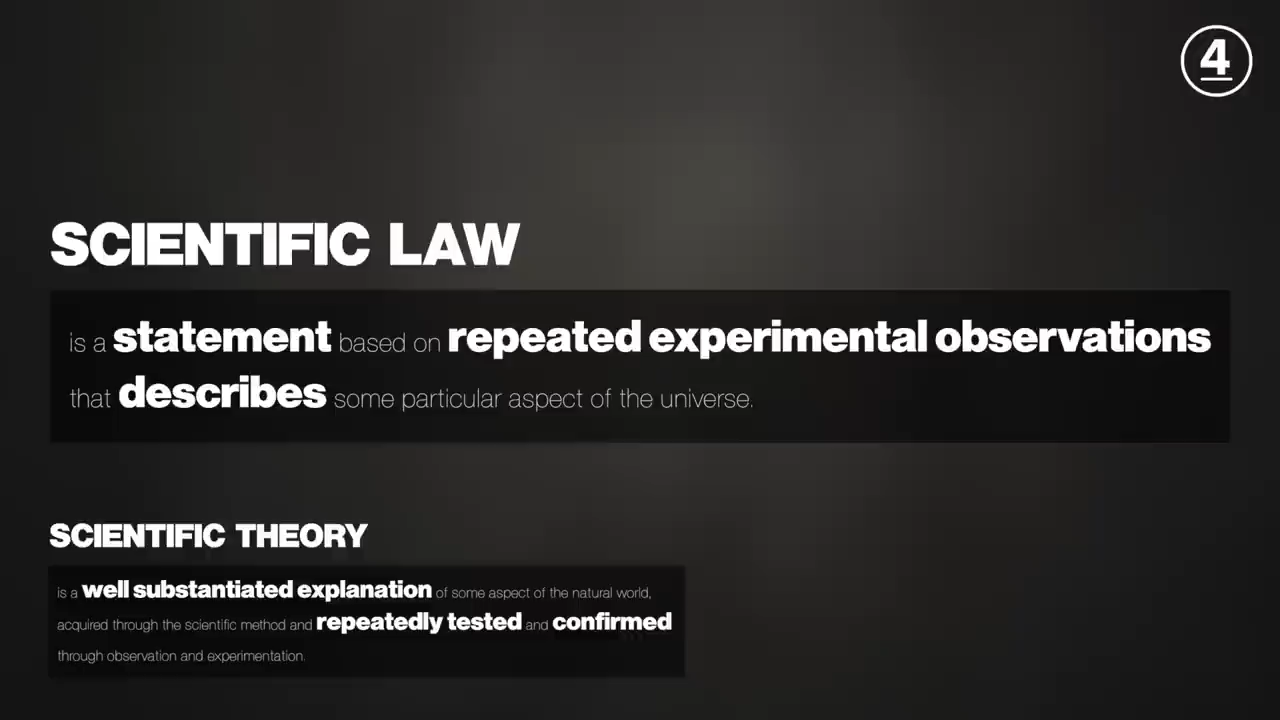 4
SCIENTIFIC LAW
is a statement based on repeated experimental observations
that describes some particular aspect of the universe.
SCIENTIFIC THEORY
is a well substantiated explanation of some aspect of the natural world,
acquired through the scientific method and repeatedly tested and confirmed
through observation and experimentation.